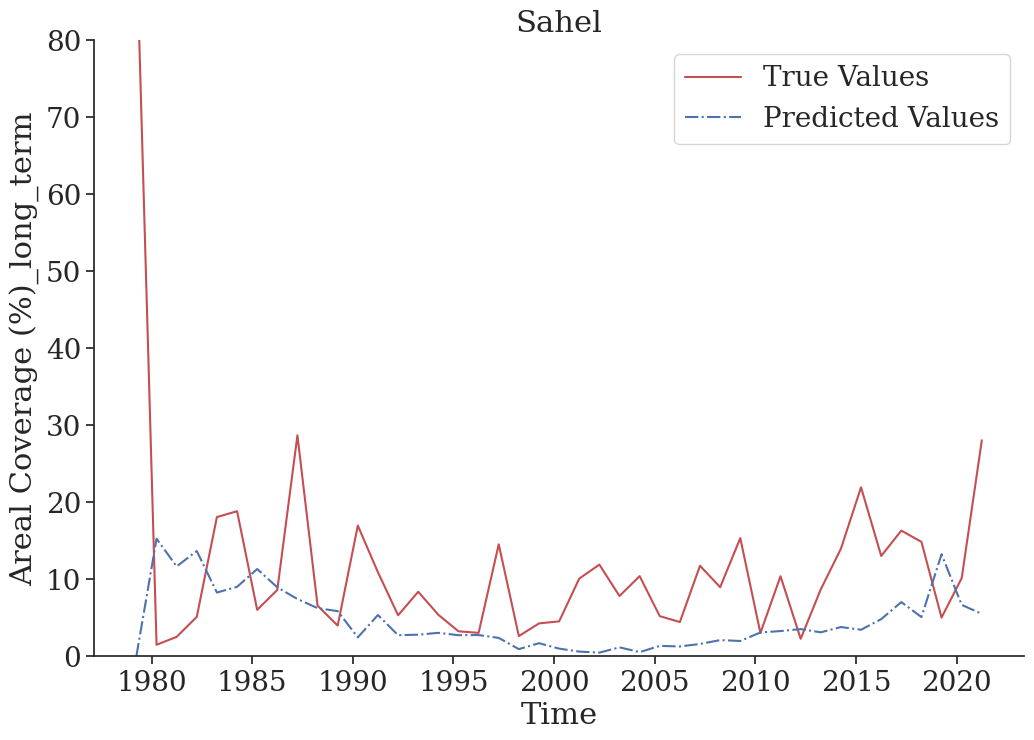 Sahel
True Values
Predicted Values
Areal Coverage (%)_long_term
80
70
60
50
40
30
20
10
0
1980 1985 1990 1995 2000 2005 2010 2015 2020
Time